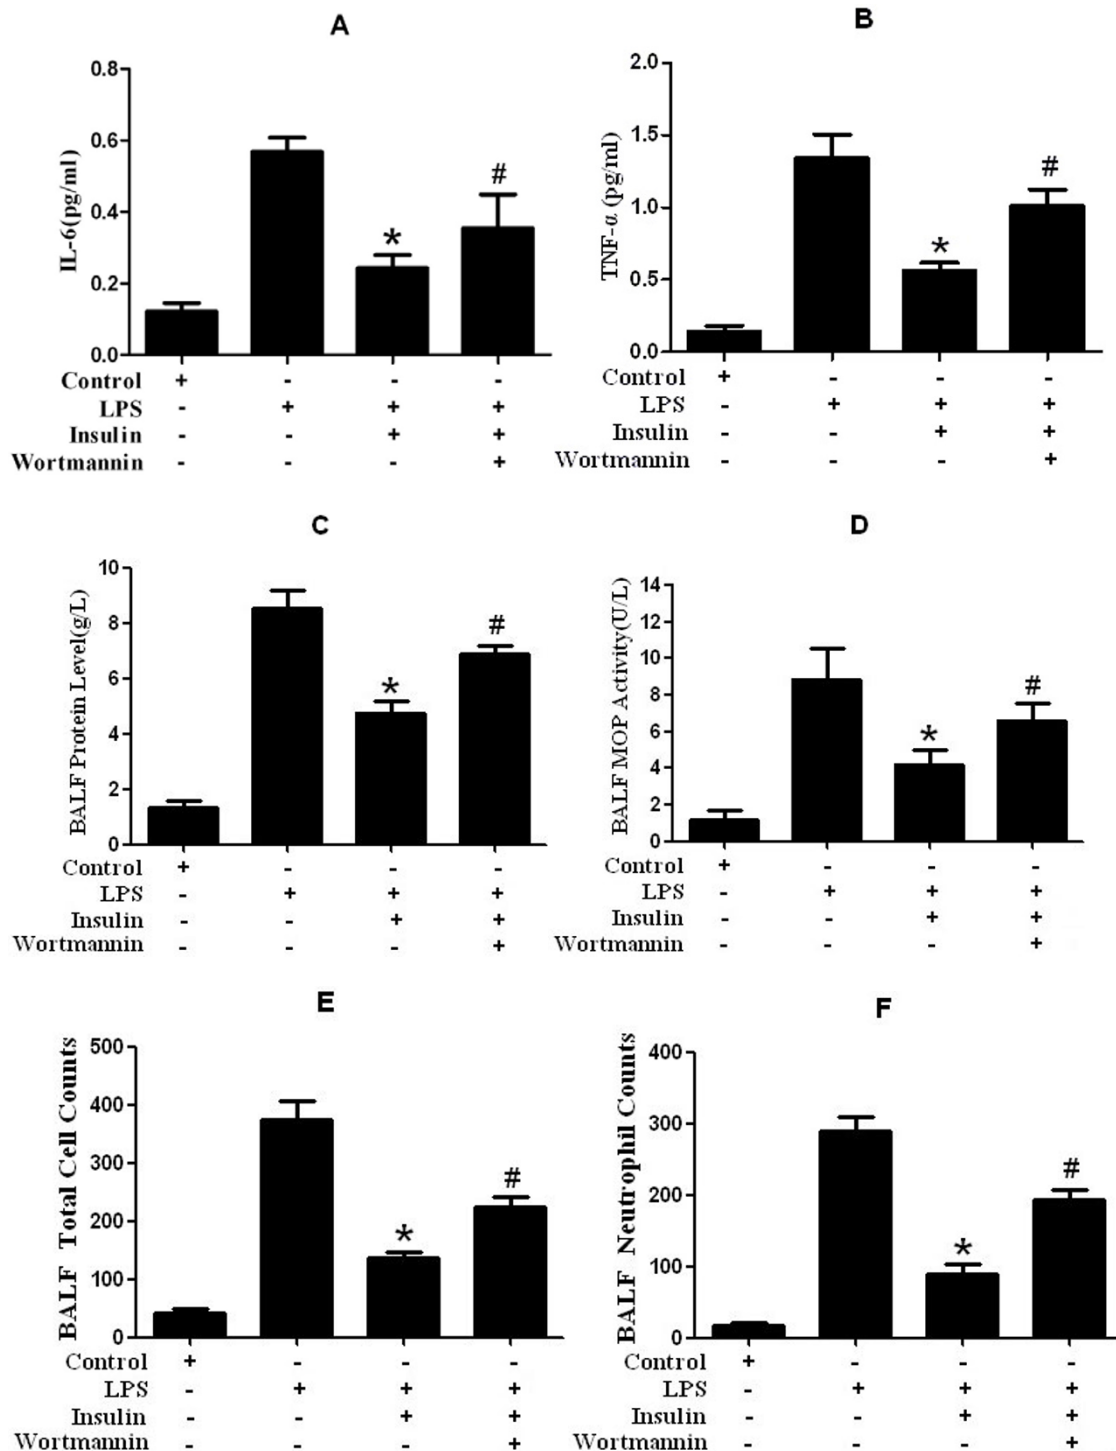 A
IL-6(pg/ml)
0.8
0.6
0.4
0.2
0.0
*
#
Control + - - -
LPS - + + +
Insulin - - + +
Wortmannin - - - +
B
TNF-α (pg/ml)
2.0
1.5
1.0
0.5
0.0
*
#
Control + - - -
LPS - + + +
Insulin - - + +
Wortmannin - - - +
C
BALF Protein Level(g/L)
10
8
6
4
2
0
*
#
Control + - - -
LPS - + + +
Insulin - - + +
Wortmannin - - - +
D
BALF MOP Activity(U/L)
14
12
10
8
6
4
2
0
*
#
Control + - - -
LPS - + + +
Insulin - - + +
Wortmannin - - - +
E
BALF Total Cell Counts
500
400
300
200
100
0
*
#
Control + - - -
LPS - + + +
Insulin - - + +
Wortmannin - - - +
F
BALF Neutrophil Counts
400
300
200
100
0
*
#
Control + - - -
LPS - + + +
Insulin - - + +
Wortmannin - - - +